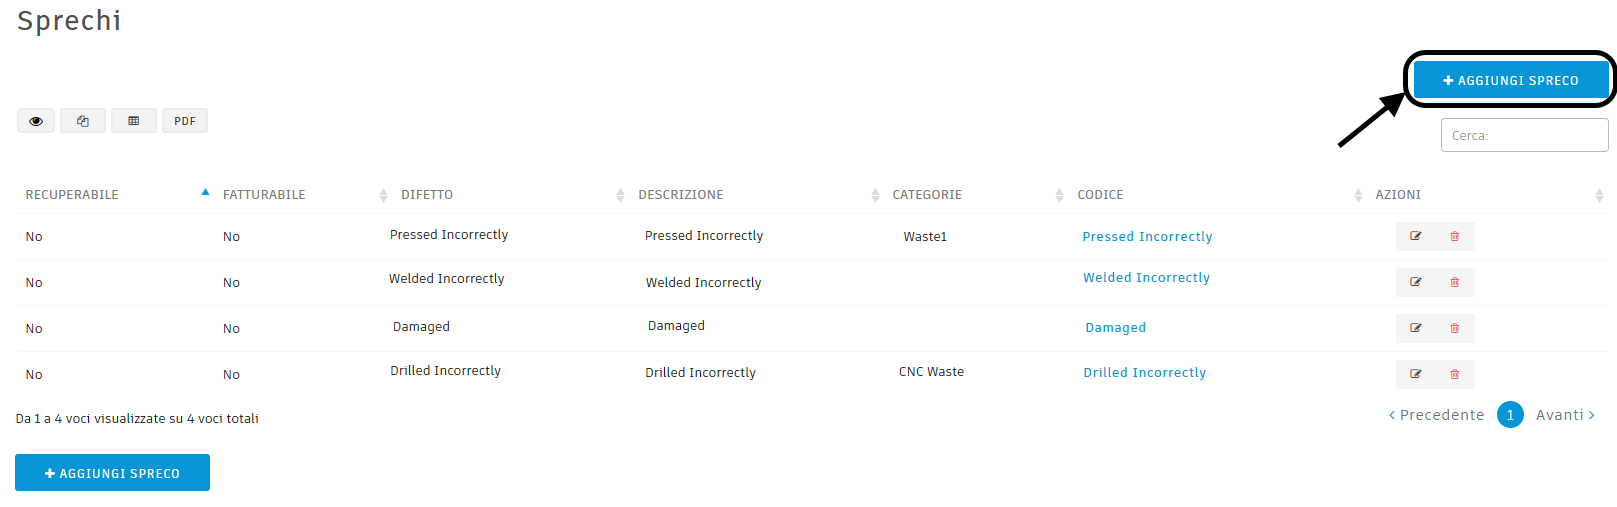 Sprechi
AGGIUNGI SPRECO
PDF
Cerca:
RECUPERABILE FATTURABILE DIFETTO DESCRIZIONE CATEGORIE CODICE AZIONI
No No Pressed Incorrectly Pressed Incorrectly Waste1 Pressed Incorrectly
No No Welded Incorrectly Welded Incorrectly Welded Incorrectly
No No Damaged Damaged Damaged
No No Drilled Incorrectly Drilled Incorrectly CNC Waste Drilled Incorrectly
Da 1 a 4 voci visualizzate su 4 voci totali
Precedente 1 Avanti
AGGIUNGI SPRECO